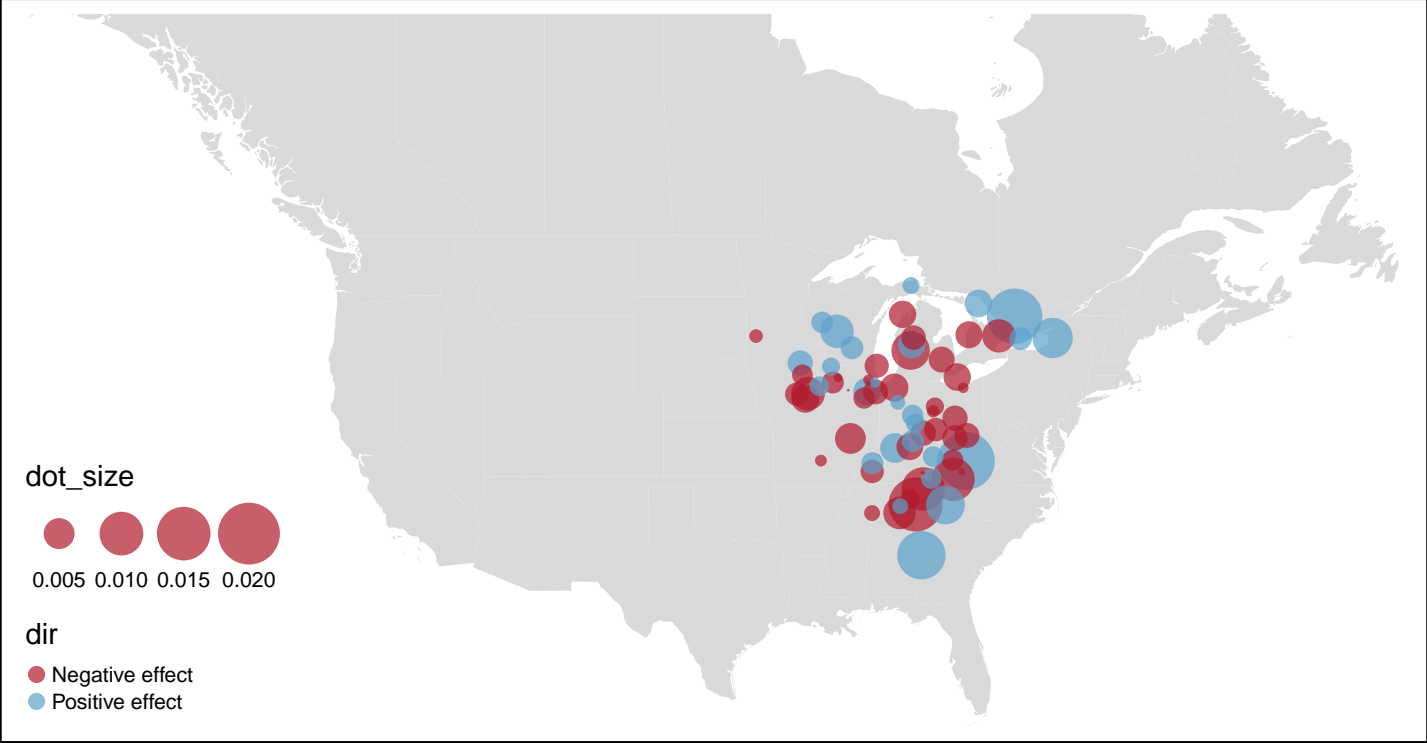 dot_size
0.005 0.010 0.015 0.020
dir
Negative effect
Positive effect